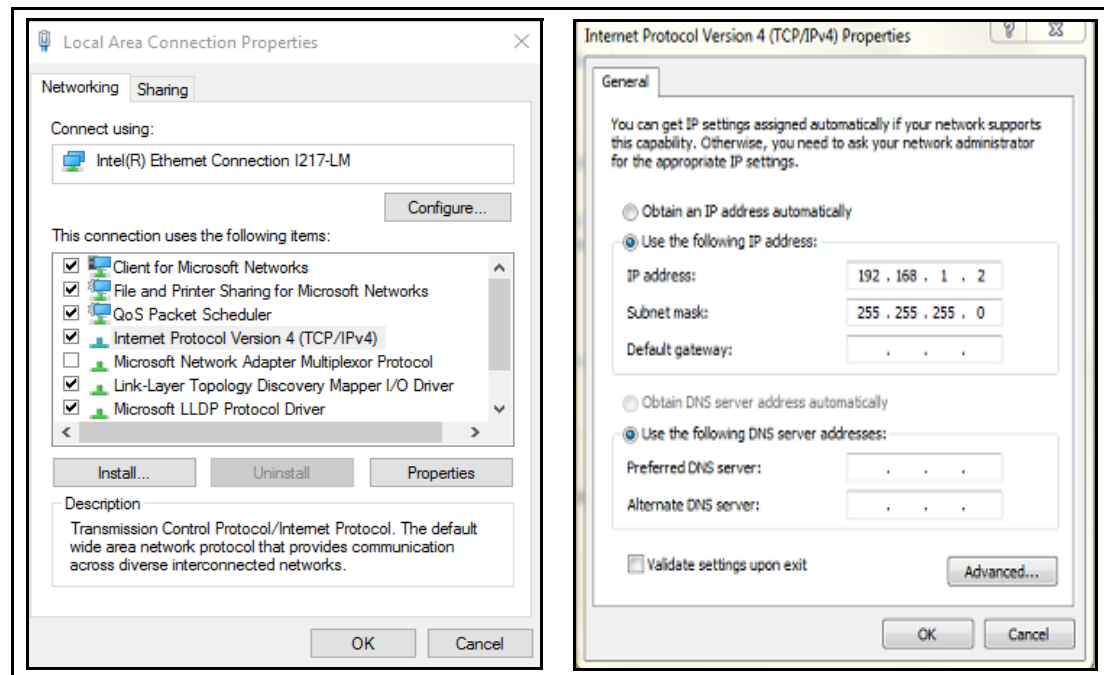 Local Area Connection Properties
Networking
Sharing
Connect using:
Intel(R) Ethernet Connection I217-LM
Configure...
This connection uses the following items:
Client for Microsoft Networks
File and Printer Sharing for Microsoft Networks
QoS Packet Scheduler
Internet Protocol Version 4 (TCP/IPv4)
Microsoft Network Adapter Multiplexor Protocol
Link-Layer Topology Discovery Mapper I/O Driver
Microsoft LLDP Protocol Driver
Install...
Uninstall
Properties
Description
Transmission Control Protocol/Internet Protocol. The default
wide area network protocol that provides communication
across diverse interconnected networks.
OK
Cancel
Internet Protocol Version 4 (TCP/IPv4) Properties
General
You can get IP settings assigned automatically if your network supports
this capability. Otherwise, you need to ask your network administrator
for the appropriate IP settings.
Obtain an IP address automatically
Use the following IP address:
IP address: 192 . 168 . 1 . 2
Subnet mask: 255 . 255 . 255 . 0
Default gateway: . . .
Obtain DNS server address automatically
Use the following DNS server addresses:
Preferred DNS server: . . .
Alternate DNS server: . . .
Validate settings upon exit
Advanced...
OK
Cancel